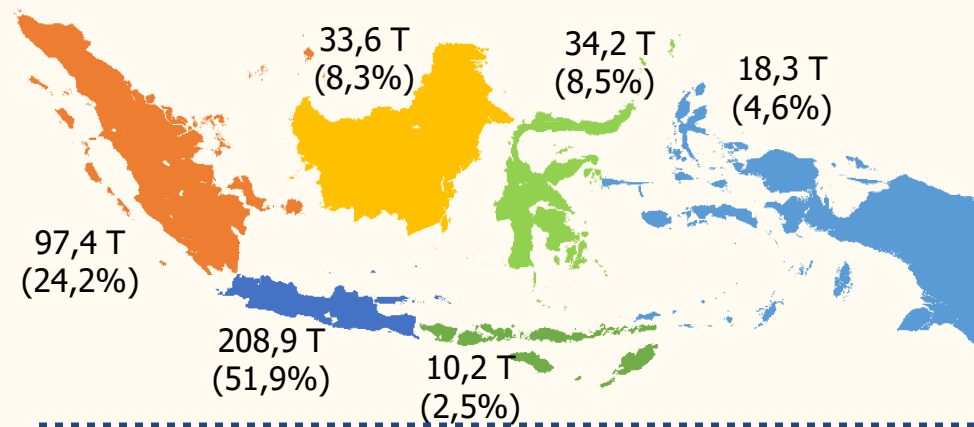 33,6 T
(8,3%)
34,2 T
(8,5%)
18,3 T
(4,6%)
97,4 T
(24,2%)
208,9 T
(51,9%)
10,2 T
(2,5%)